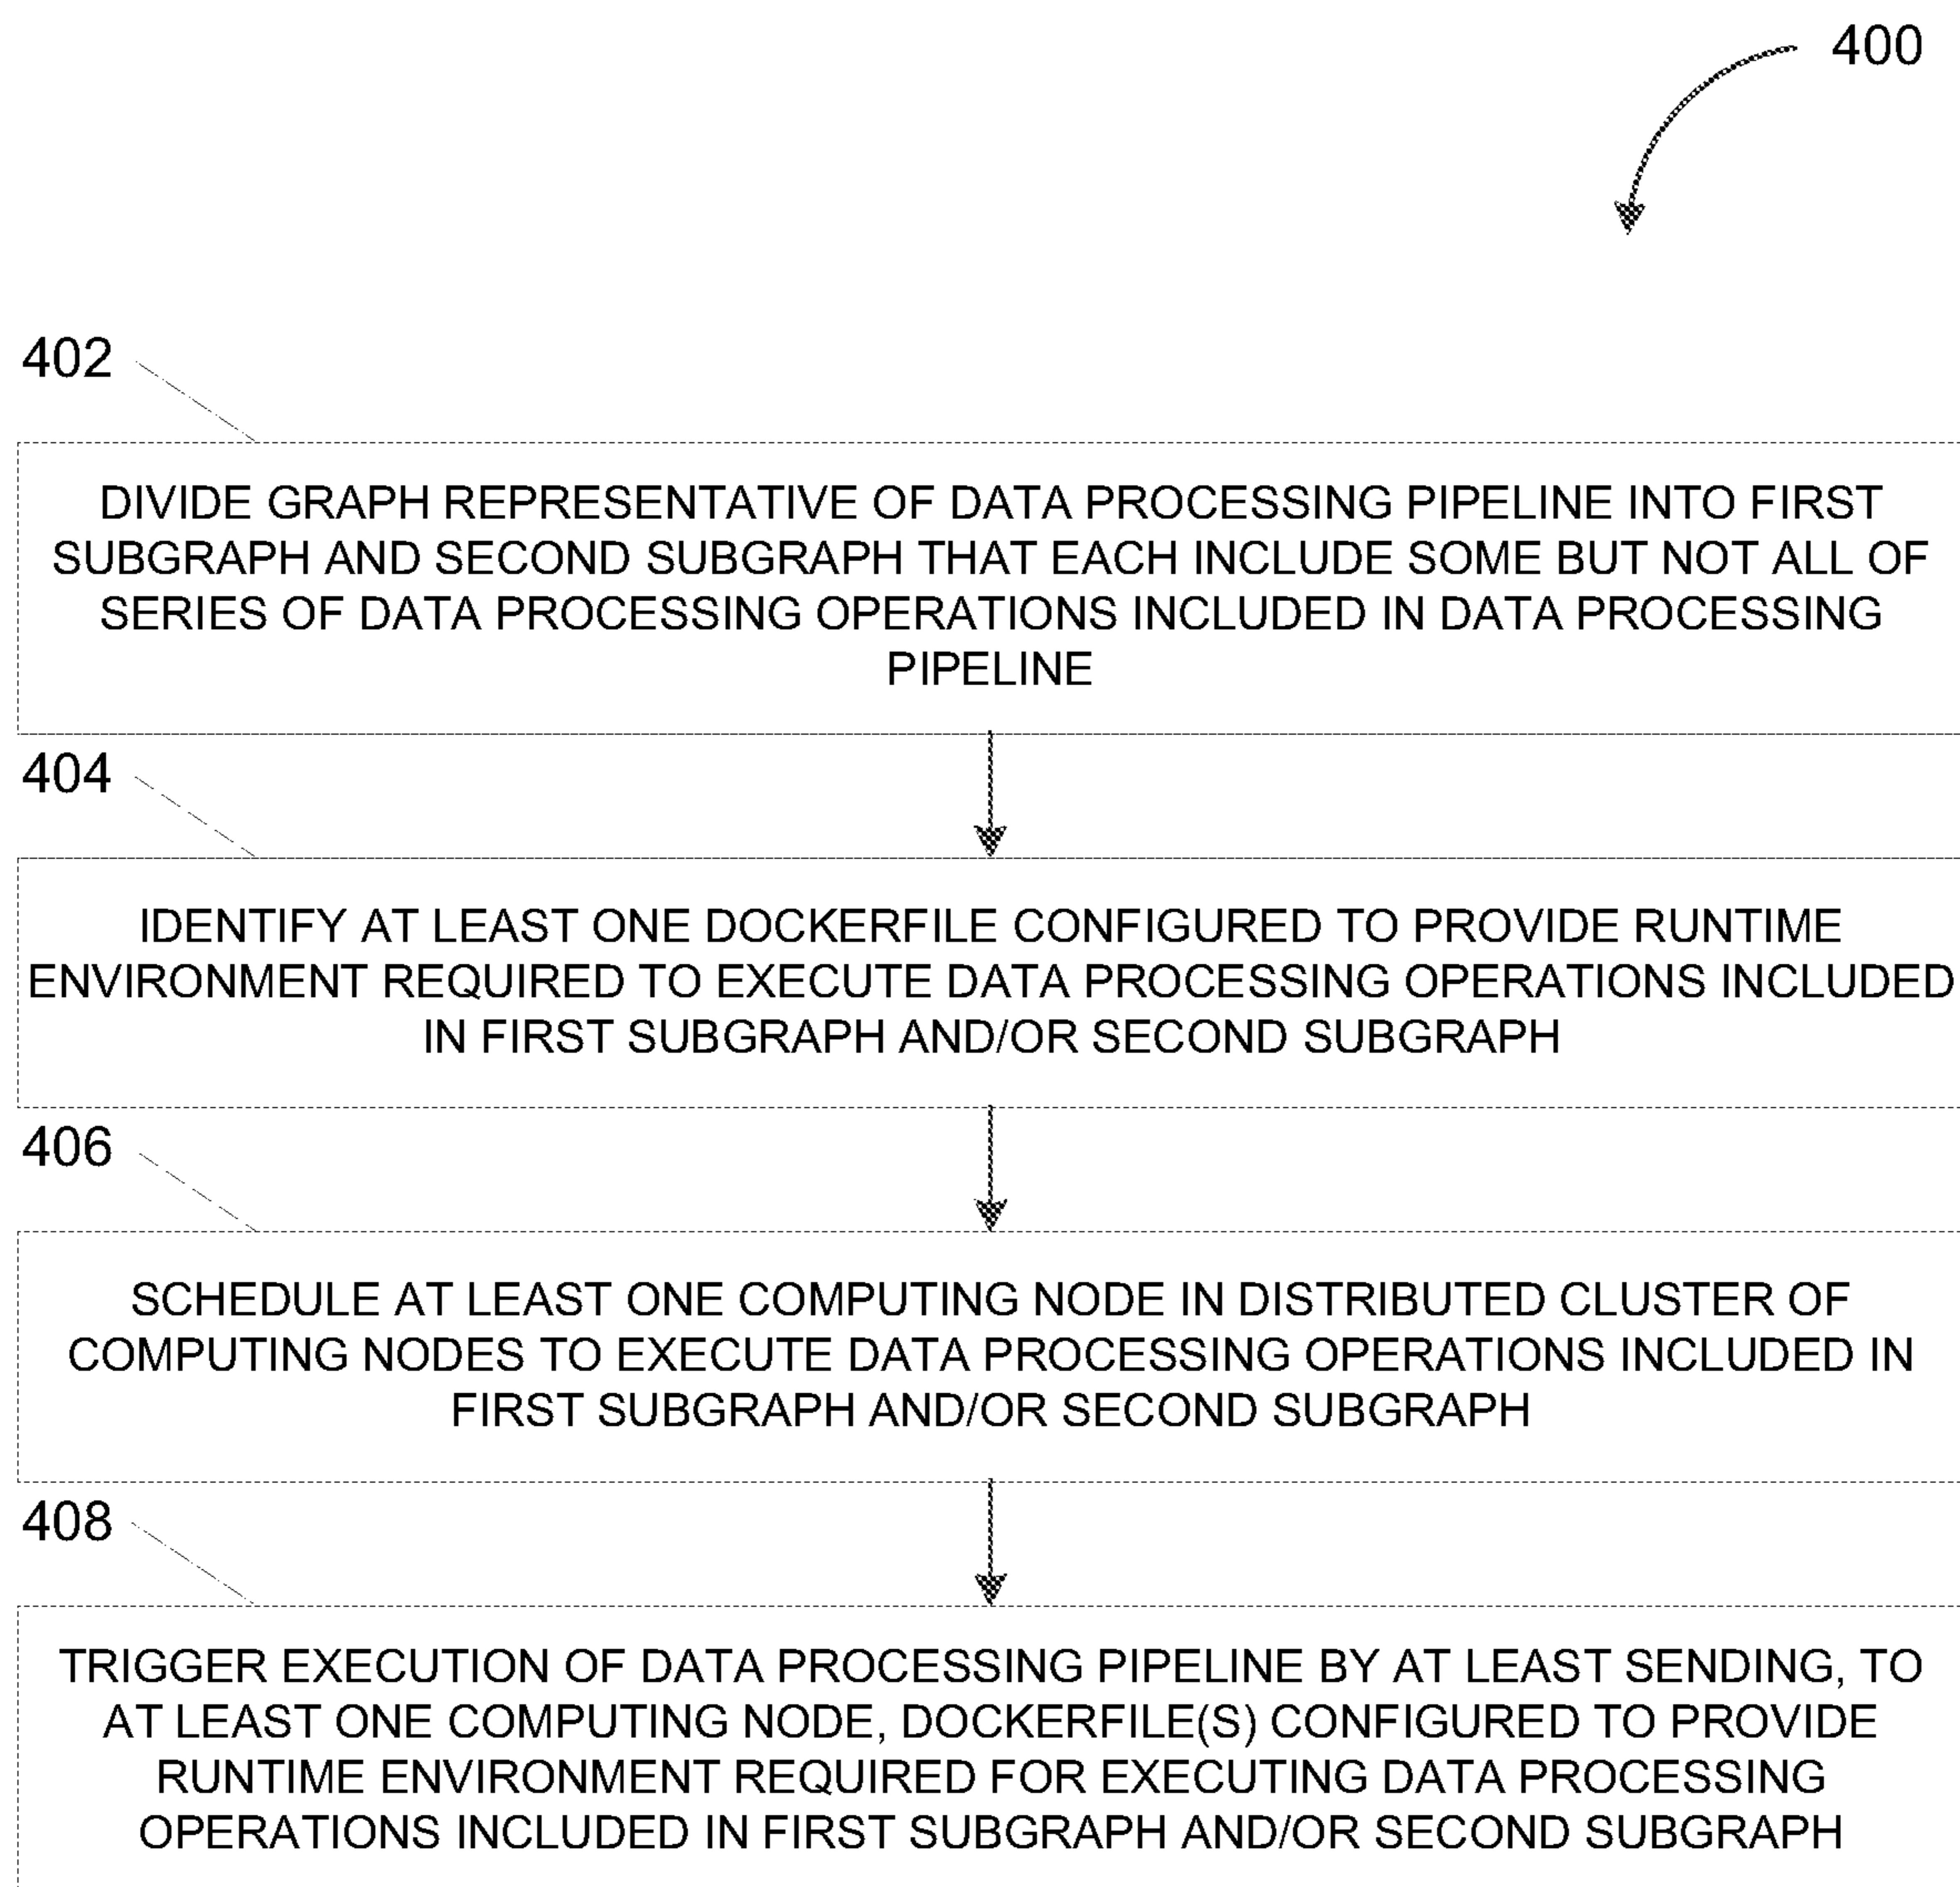 400
402
DIVIDE GRAPH REPRESENTATIVE OF DATA PROCESSING PIPELINE INTO FIRST
SUBGRAPH AND SECOND SUBGRAPH THAT EACH INCLUDE SOME BUT NOT ALL OF
SERIES OF DATA PROCESSING OPERATIONS INCLUDED IN DATA PROCESSING
PIPELINE
404
IDENTIFY AT LEAST ONE DOCKERFILE CONFIGURED TO PROVIDE RUNTIME
ENVIRONMENT REQUIRED TO EXECUTE DATA PROCESSING OPERATIONS INCLUDED
IN FIRST SUBGRAPH AND/OR SECOND SUBGRAPH
406
SCHEDULE AT LEAST ONE COMPUTING NODE IN DISTRIBUTED CLUSTER OF
COMPUTING NODES TO EXECUTE DATA PROCESSING OPERATIONS INCLUDED IN
FIRST SUBGRAPH AND/OR SECOND SUBGRAPH
408
TRIGGER EXECUTION OF DATA PROCESSING PIPELINE BY AT LEAST SENDING, TO
AT LEAST ONE COMPUTING NODE, DOCKERFILE(S) CONFIGURED TO PROVIDE
RUNTIME ENVIRONMENT REQUIRED FOR EXECUTING DATA PROCESSING
OPERATIONS INCLUDED IN FIRST SUBGRAPH AND/OR SECOND SUBGRAPH